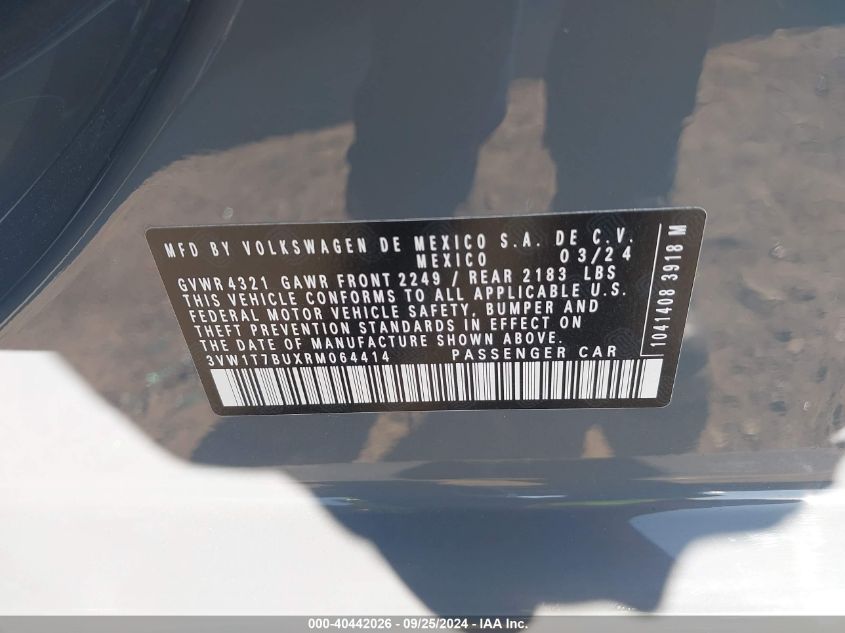 MFD BY VOLKSWAGEN DE MEXICO S.A. DE C.V.
MEXICO 03/24
GVWR 4321 GAWR FRONT 2249 / REAR 2183 LBS
THIS VEHICLE CONFORMS TO ALL APPLICABLE U.S.
FEDERAL MOTOR VEHICLE SAFETY, BUMPER AND
THEFT PREVENTION STANDARDS IN EFFECT ON
THE DATE OF MANUFACTURE SHOWN ABOVE.
3VW1T7BUXRM064414 PASSENGER CAR
1041408 3918 M
000-40442026 - 09/25/2024 - IAA Inc.